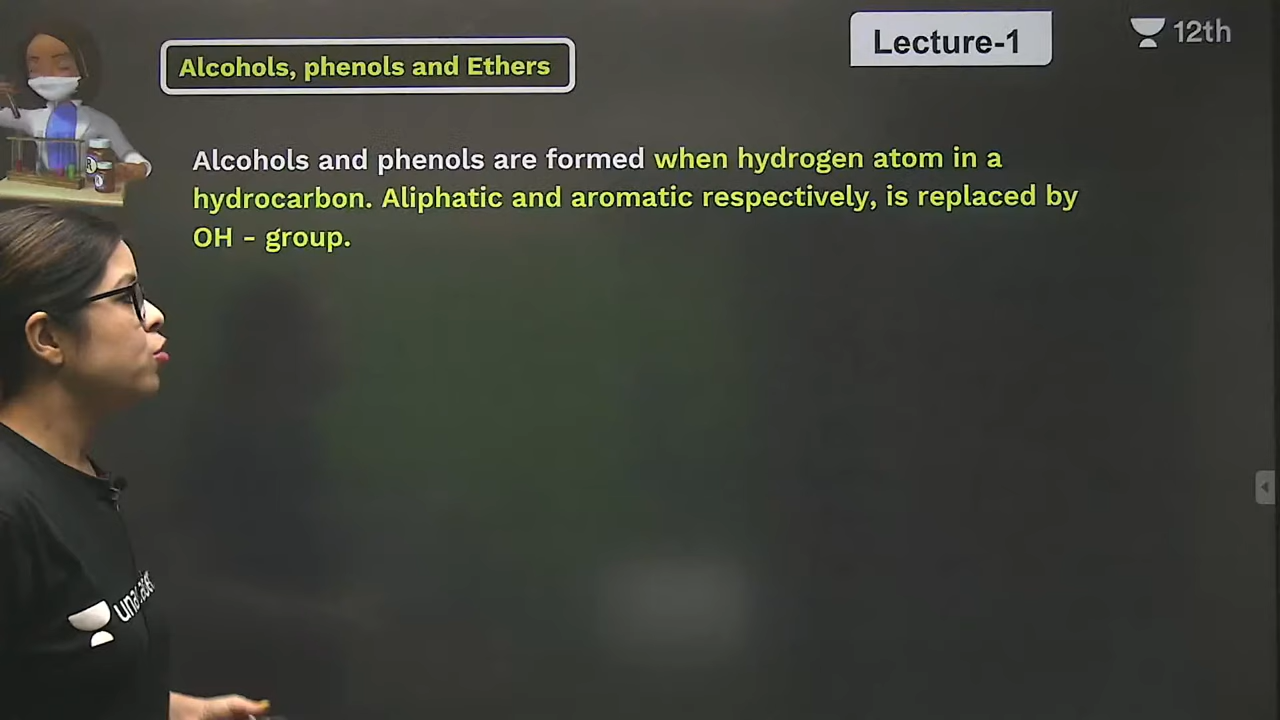 Lecture-1
12th
Alcohols, phenols and Ethers
Alcohols and phenols are formed when hydrogen atom in a
hydrocarbon. Aliphatic and aromatic respectively, is replaced by
OH - group.